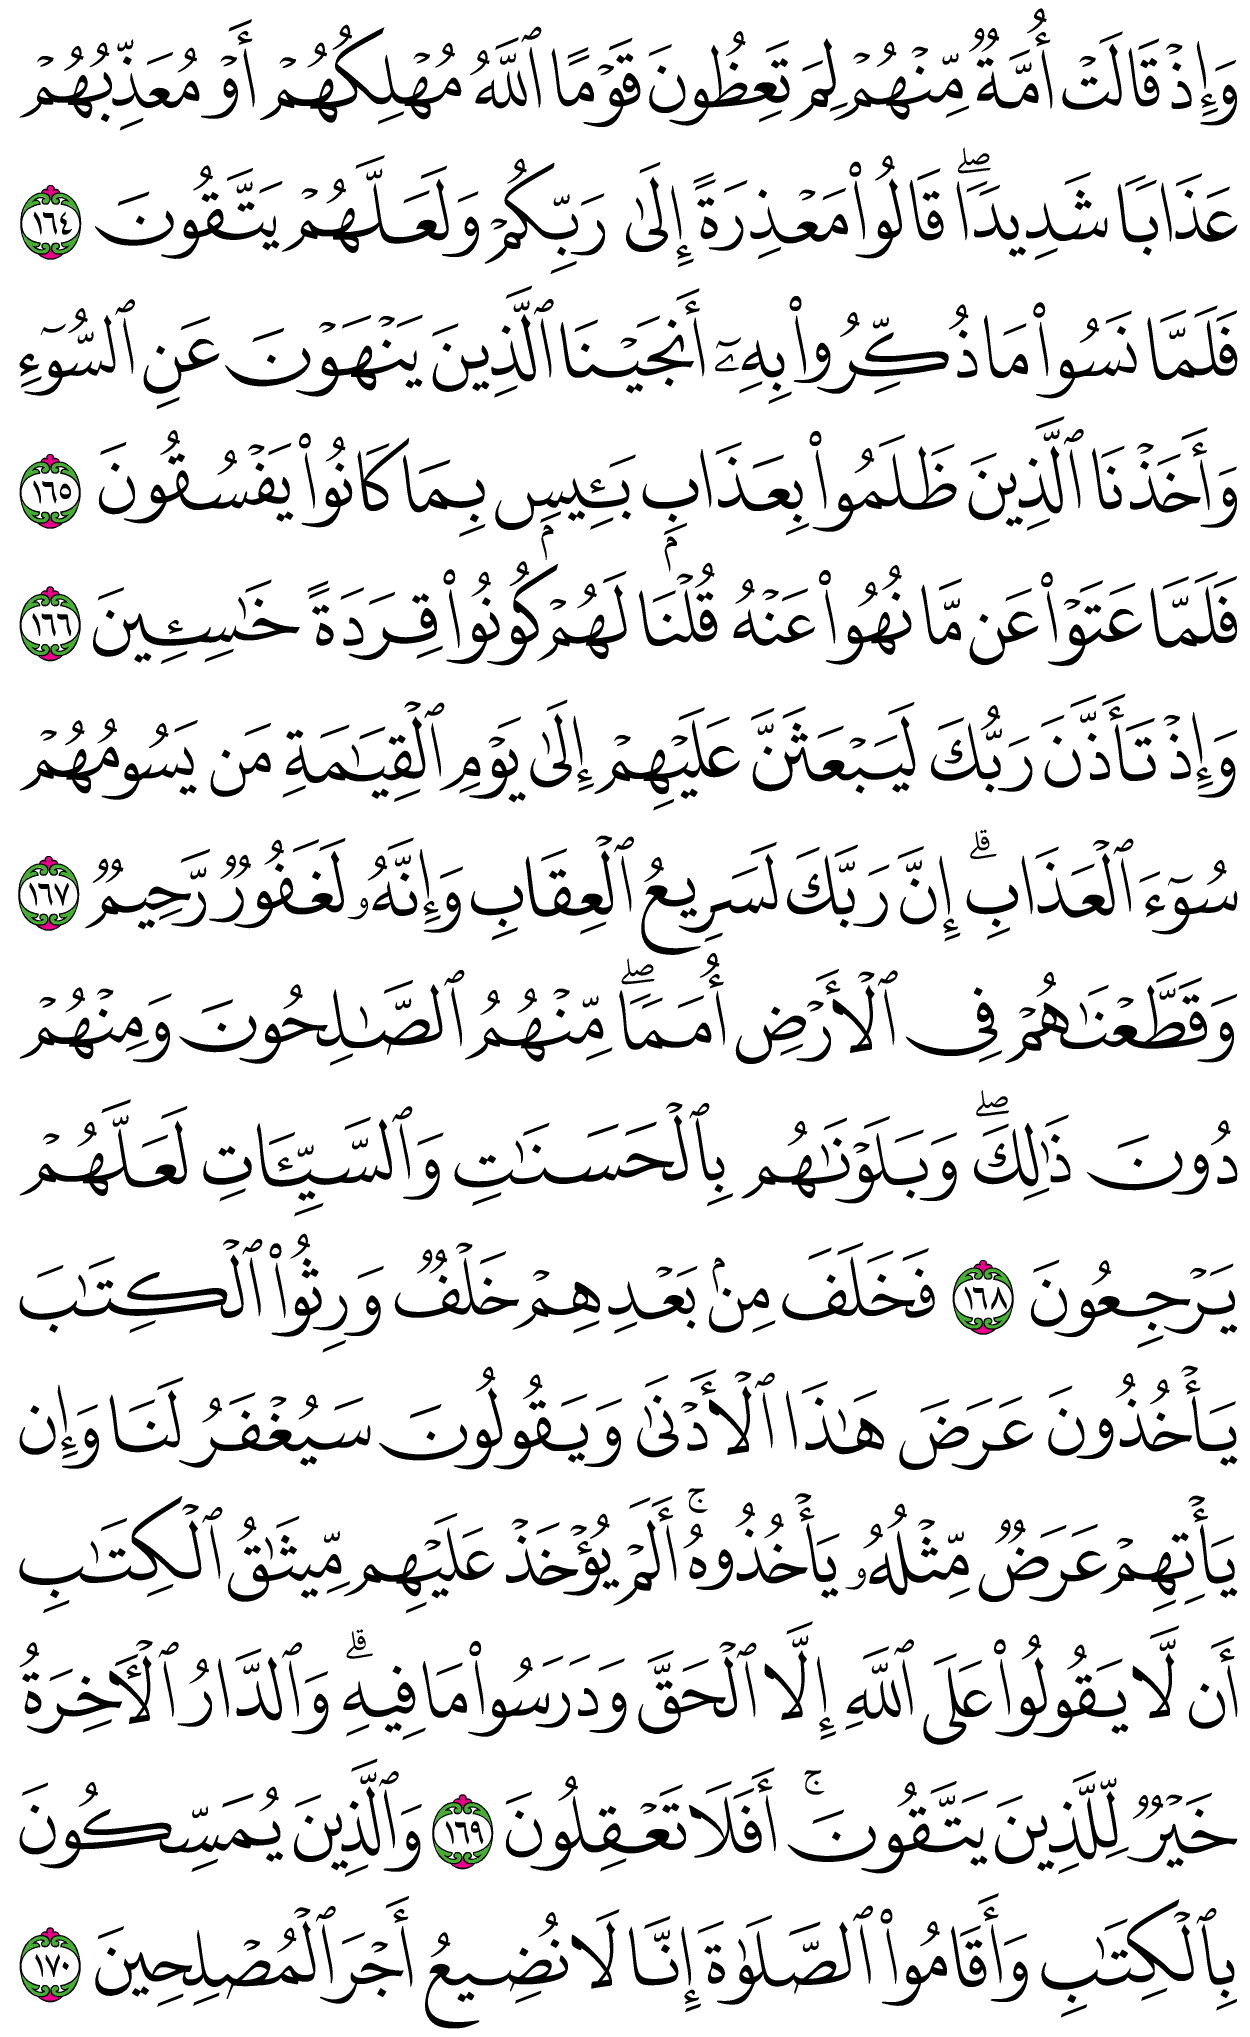 وَإِذۡ قَالَتۡ أُمَّةٞ مِّنۡهُمۡ لِمَ تَعِظُونَ قَوۡمًا ٱللَّهُ مُهۡلِكُهُمۡ أَوۡ مُعَذِّبُهُمۡ
عَذَابٗا شَدِيدٗاۖ قَالُواْ مَعۡذِرَةً إِلَىٰ رَبِّكُمۡ وَلَعَلَّهُمۡ يَتَّقُونَ ١٦٤
فَلَمَّا نَسُواْ مَا ذُكِّرُواْ بِهِۦٓ أَنجَيۡنَا ٱلَّذِينَ يَنۡهَوۡنَ عَنِ ٱلسُّوٓءِ
وَأَخَذۡنَا ٱلَّذِينَ ظَلَمُواْ بِعَذَابِۭ بَـِٔيسِۭ بِمَا كَانُواْ يَفۡسُقُونَ ١٦٥
فَلَمَّا عَتَوۡاْ عَن مَّا نُهُواْ عَنۡهُ قُلۡنَا لَهُمۡ كُونُواْ قِرَدَةً خَٰسِـِٔينَ ١٦٦
وَإِذۡ تَأَذَّنَ رَبُّكَ لَيَبۡعَثَنَّ عَلَيۡهِمۡ إِلَىٰ يَوۡمِ ٱلۡقِيَٰمَةِ مَن يَسُومُهُمۡ
سُوٓءَ ٱلۡعَذَابِۗ إِنَّ رَبَّكَ لَسَرِيعُ ٱلۡعِقَابِ وَإِنَّهُۥ لَغَفُورٞ رَّحِيمٞ ١٦٧
وَقَطَّعۡنَٰهُمۡ فِي ٱلۡأَرۡضِ أُمَمٗاۖ مِّنۡهُمُ ٱلصَّٰلِحُونَ وَمِنۡهُمۡ
دُونَ ذَٰلِكَۖ وَبَلَوۡنَٰهُم بِٱلۡحَسَنَٰتِ وَٱلسَّيِّـَٔاتِ لَعَلَّهُمۡ
يَرۡجِعُونَ ١٦٨ فَخَلَفَ مِنۢ بَعۡدِهِمۡ خَلۡفٞ وَرِثُواْ ٱلۡكِتَٰبَ
يَأۡخُذُونَ عَرَضَ هَٰذَا ٱلۡأَدۡنَىٰ وَيَقُولُونَ سَيُغۡفَرُ لَنَا وَإِن
يَأۡتِهِمۡ عَرَضٞ مِّثۡلُهُۥ يَأۡخُذُوهُۚ أَلَمۡ يُؤۡخَذۡ عَلَيۡهِم مِّيثَٰقُ ٱلۡكِتَٰبِ
أَن لَّا يَقُولُواْ عَلَى ٱللَّهِ إِلَّا ٱلۡحَقَّ وَدَرَسُواْ مَا فِيهِۗ وَٱلدَّارُ ٱلۡأٓخِرَةُ
خَيۡرٞ لِّلَّذِينَ يَتَّقُونَۚ أَفَلَا تَعۡقِلُونَ ١٦٩ وَٱلَّذِينَ يُمَسِّكُونَ
بِٱلۡكِتَٰبِ وَأَقَامُواْ ٱلصَّلَوٰةَ إِنَّا لَا نُضِيعُ أَجۡرَ ٱلۡمُصۡلِحِينَ ١٧٠